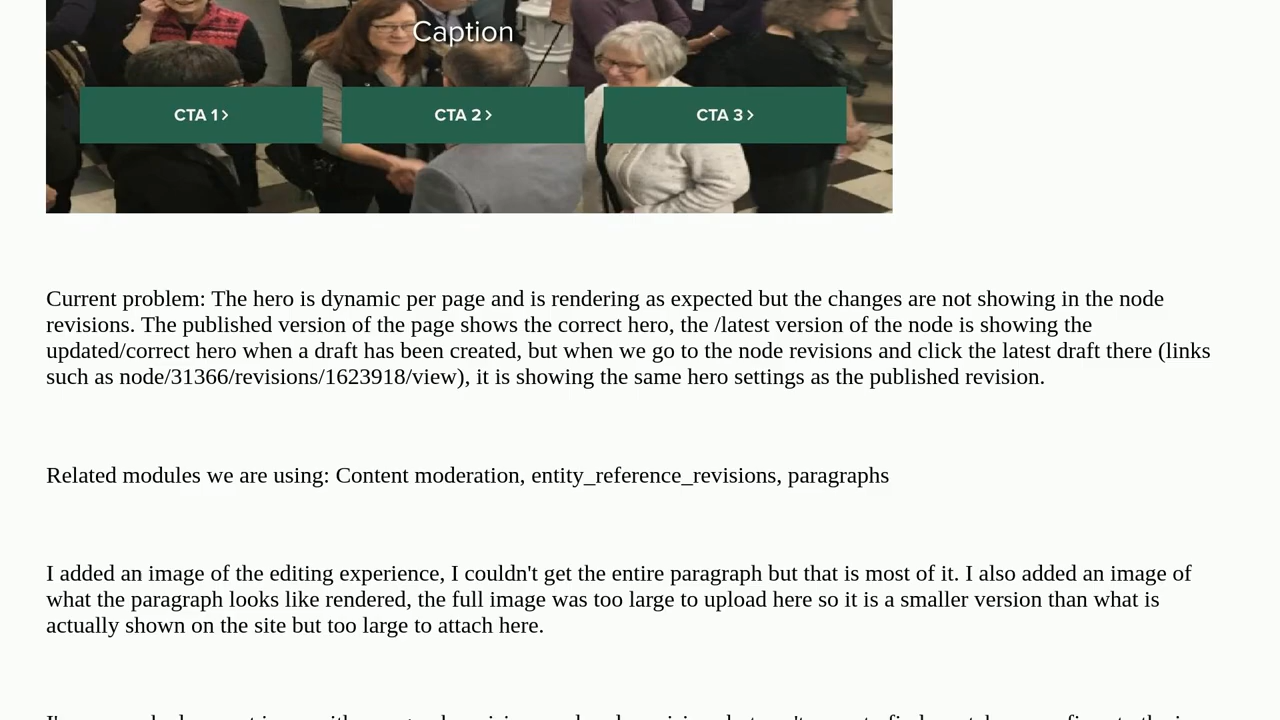 Caption
CTA 1 CTA 2 CTA 3
Current problem: The hero is dynamic per page and is rendering as expected but the changes are not showing in the node
revisions. The published version of the page shows the correct hero, the /latest version of the node is showing the
updated/correct hero when a draft has been created, but when we go to the node revisions and click the latest draft there (links
such as node/31366/revisions/1623918/view), it is showing the same hero settings as the published revision.
Related modules we are using: Content moderation, entity_reference_revisions, paragraphs
I added an image of the editing experience, I couldn't get the entire paragraph but that is most of it. I also added an image of
what the paragraph looks like rendered, the full image was too large to upload here so it is a smaller version than what is
actually shown on the site but too large to attach here.